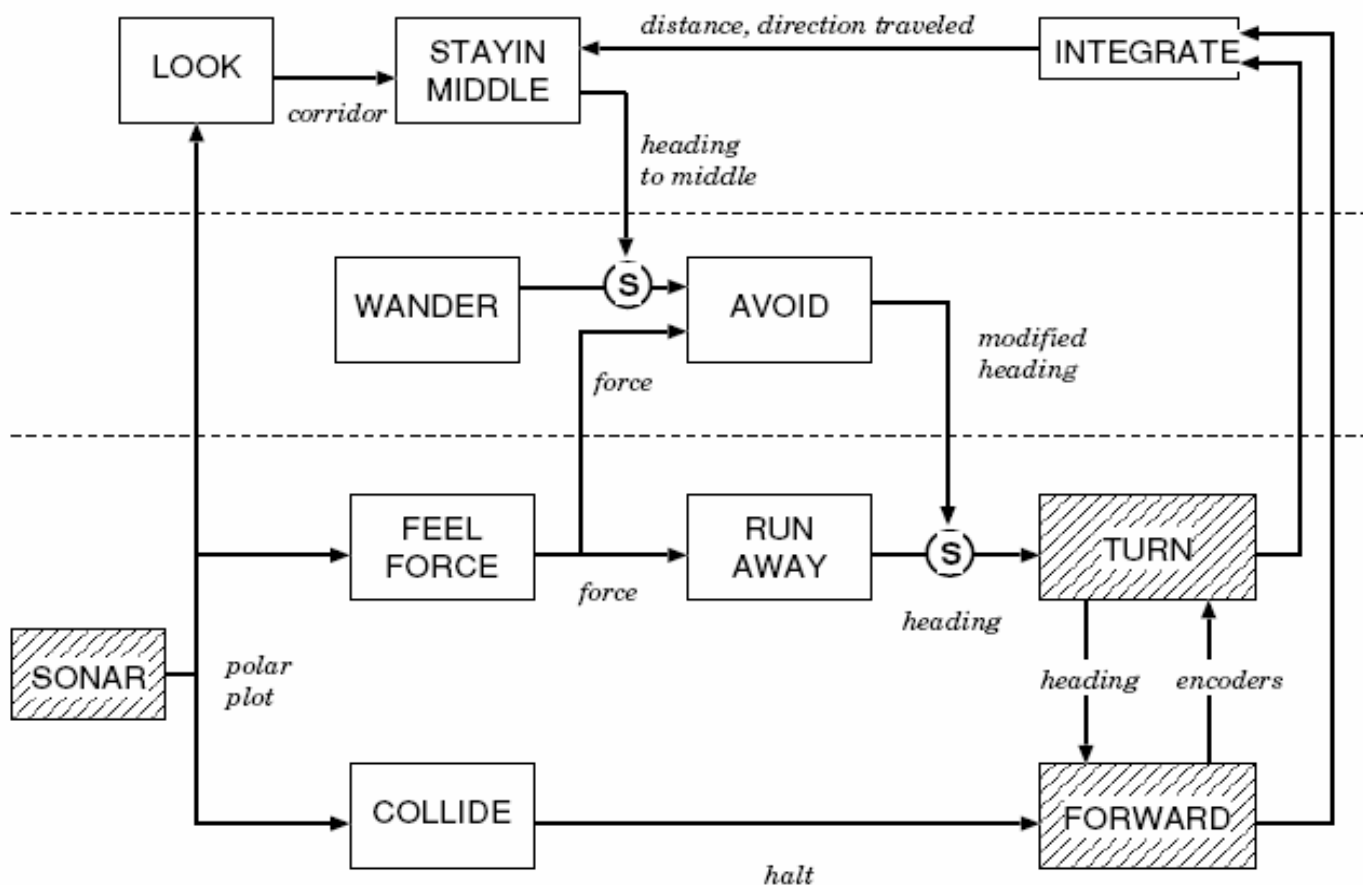 distance, direction traveled
LOOK
STAYIN
MIDDLE
INTEGRATE
corridor
heading
to middle
WANDER
S
AVOID
modified
heading
force
FEEL
FORCE
RUN
AWAY
S
TURN
force
heading
SONAR
polar
plot
heading
encoders
COLLIDE
FORWARD
halt